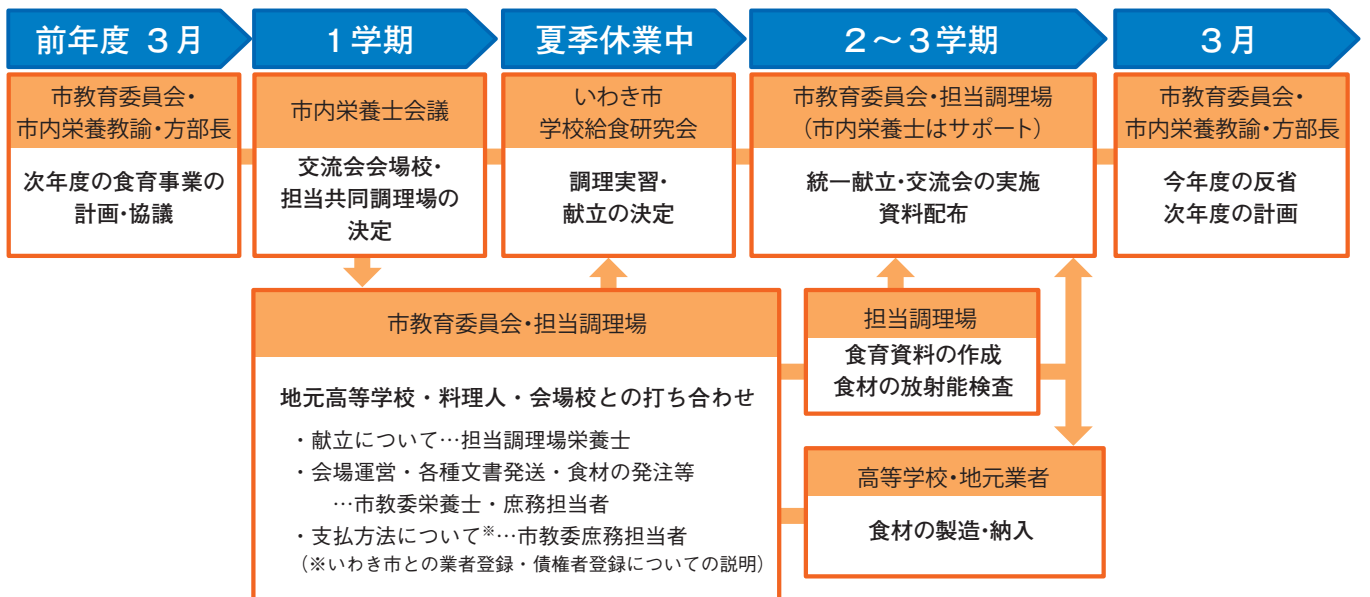 前年度 3月
1学期
夏季休業中
2～3学期
3月
市教育委員会・
市内栄養教諭・方部長
次年度の食育事業の
計画・協議
市内栄養士会議
交流会会場校・
担当共同調理場の
決定
いわき市
学校給食研究会
調理実習・
献立の決定
市教育委員会・担当調理場
（市内栄養士はサポート）
統一献立・交流会の実施
資料配布
市教育委員会・
市内栄養教諭・方部長
今年度の反省
次年度の計画
市教育委員会・担当調理場
地元高等学校・料理人・会場校との打ち合わせ
・献立について…担当調理場栄養士
・会場運営・各種文書発送・食材の発注等
…市教委栄養士・庶務担当者
・支払方法について※…市教委庶務担当者
（※いわき市との業者登録・債権者登録についての説明）
担当調理場
食育資料の作成
食材の放射能検査
高等学校・地元業者
食材の製造・納入